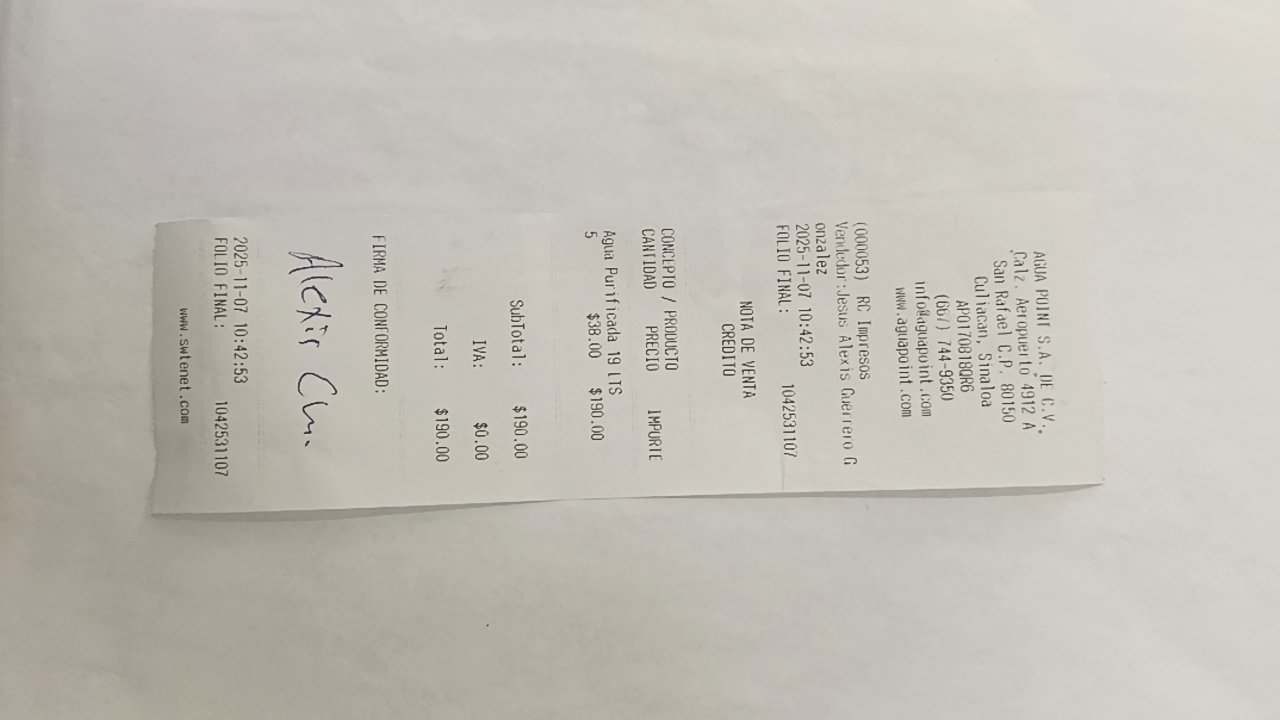 AGUA POINT S.A. DE C.V.,
Calz. Aeropuerto 4912 A
San Rafael C.P. 80150
Culiacan, Sinaloa
APO170818QR6
(667) 744-9350
info@aguapoint.com
www.aguapoint.com
(000053) RC Impresos
Vendedor:Jesus Alexis Guerrero G
onzalez
2025-11-07 10:42:53
FOLIO FINAL: 1042531107
NOTA DE VENTA
CREDITO
CONCEPTO / PRODUCTO
CANTIDAD PRECIO IMPORTE
Agua Purificada 19 LTS
5 $38.00 $190.00
SubTotal: $190.00
IVA: $0.00
Total: $190.00
FIRMA DE CONFORMIDAD:
Alexis
2025-11-07 10:42:53
FOLIO FINAL: 1042531107
www.swtenet.com